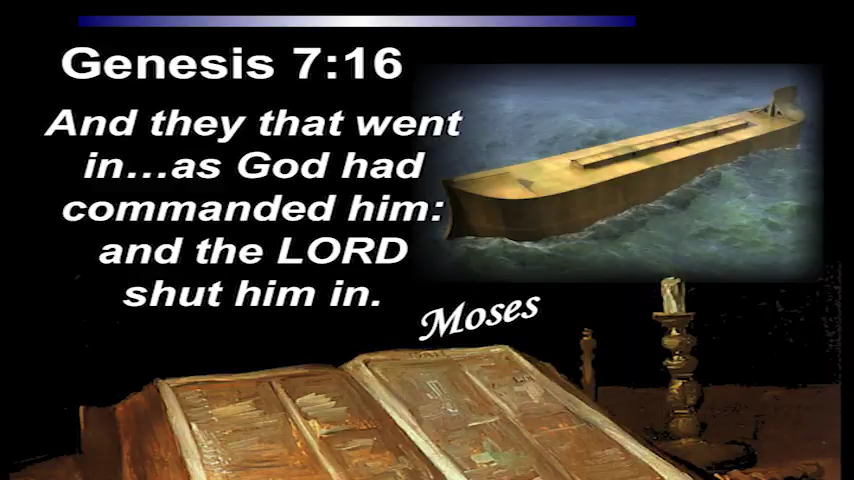 Genesis 7:16
And they that went
in...as God had
commanded him:
and the LORD
shut him in.
Moses